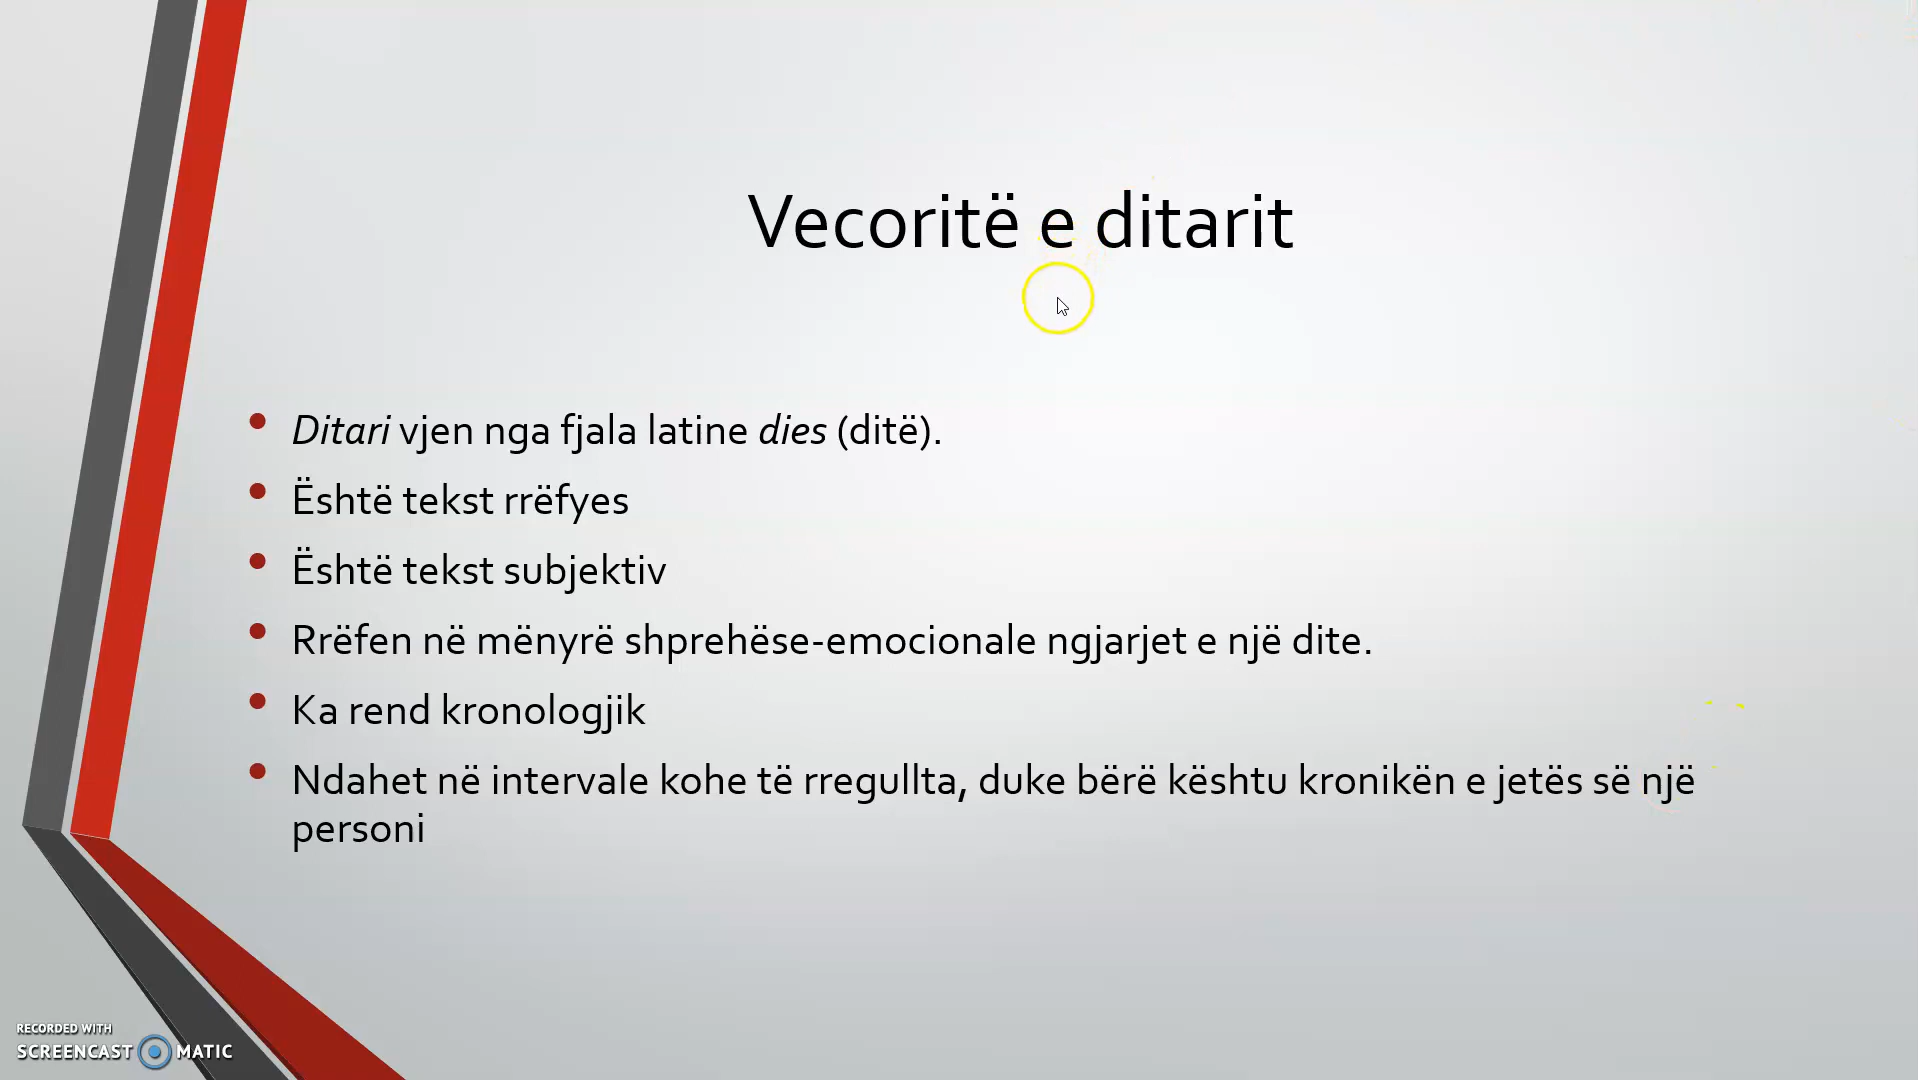 Vecoritë e ditarit
Ditari vjen nga fjala latine dies (ditë).
Është tekst rrëfyes
Është tekst subjektiv
Rrëfen në mënyrë shprehëse-emocionale ngjarjet e një dite.
Ka rend kronologjik
Ndahet në intervale kohe të rregullta, duke bërë kështu kronikën e jetës së një
personi
RECORDED WITH
SCREENCAST MATIC